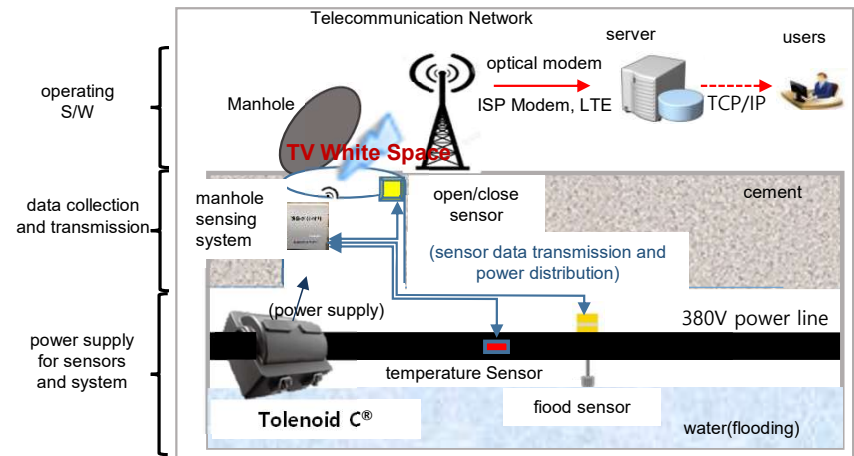 Telecommunication Network
operating
S/W
Manhole
optical modem
ISP Modem, LTE
server
users
TCP/IP
TV White Space
data collection
and transmission
manhole
sensing
system
open/close
sensor
cement
(sensor data transmission and
power distribution)
(power supply)
380V power line
power supply
for sensors
and system
temperature Sensor
Tolenoid C®
flood sensor
water(flooding)